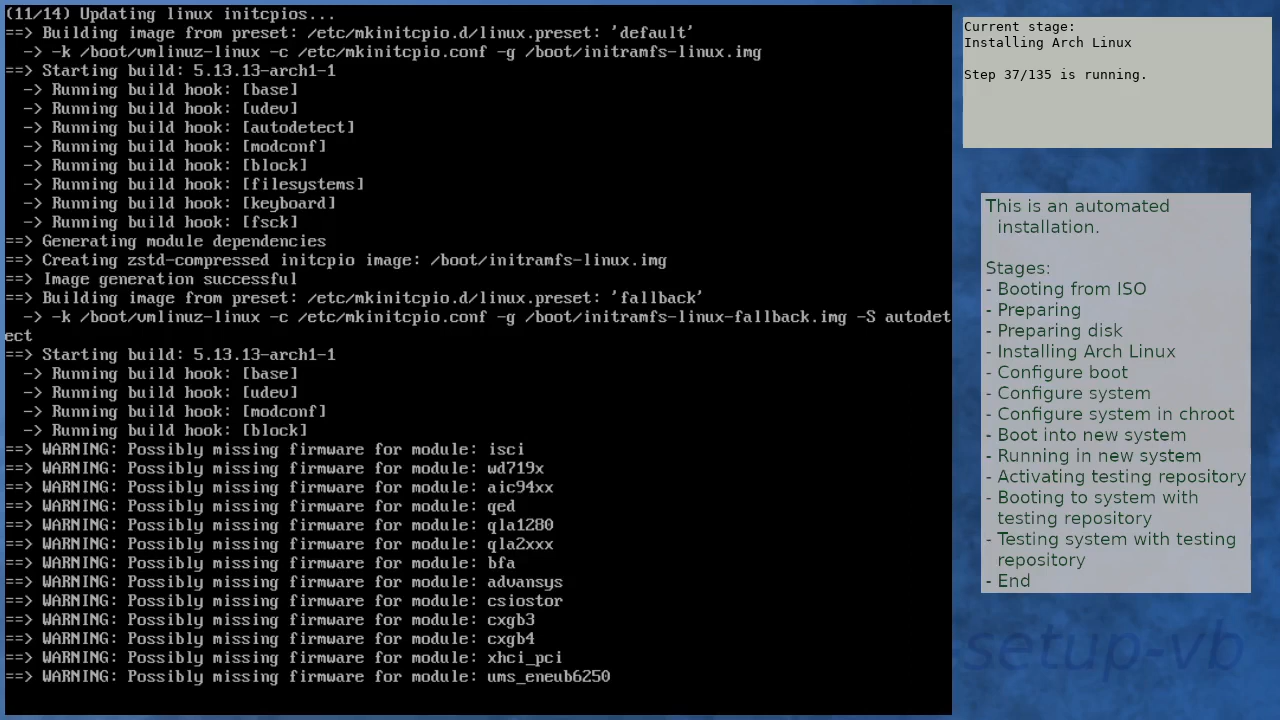 (11/14) Updating linux initcpios...
==> Building image from preset: /etc/mkinitcpio.d/linux.preset: 'default'
  -> -k /boot/vmlinuz-linux -c /etc/mkinitcpio.conf -g /boot/initramfs-linux.img
==> Starting build: 5.13.13-arch1-1
  -> Running build hook: [base]
  -> Running build hook: [udev]
  -> Running build hook: [autodetect]
  -> Running build hook: [modconf]
  -> Running build hook: [block]
  -> Running build hook: [filesystems]
  -> Running build hook: [keyboard]
  -> Running build hook: [fsck]
==> Generating module dependencies
==> Creating zstd-compressed initcpio image: /boot/initramfs-linux.img
==> Image generation successful
==> Building image from preset: /etc/mkinitcpio.d/linux.preset: 'fallback'
  -> -k /boot/vmlinuz-linux -c /etc/mkinitcpio.conf -g /boot/initramfs-linux-fallback.img -S autodet
ect
==> Starting build: 5.13.13-arch1-1
  -> Running build hook: [base]
  -> Running build hook: [udev]
  -> Running build hook: [modconf]
  -> Running build hook: [block]
==> WARNING: Possibly missing firmware for module: isci
==> WARNING: Possibly missing firmware for module: wd719x
==> WARNING: Possibly missing firmware for module: aic94xx
==> WARNING: Possibly missing firmware for module: qed
==> WARNING: Possibly missing firmware for module: qla1280
==> WARNING: Possibly missing firmware for module: qla2xxx
==> WARNING: Possibly missing firmware for module: bfa
==> WARNING: Possibly missing firmware for module: advansys
==> WARNING: Possibly missing firmware for module: csiostor
==> WARNING: Possibly missing firmware for module: cxgb3
==> WARNING: Possibly missing firmware for module: cxgb4
==> WARNING: Possibly missing firmware for module: xhci_pci
==> WARNING: Possibly missing firmware for module: ums_eneub6250
Current stage:
Installing Arch Linux
Step 37/135 is running.
This is an automated
installation.
Stages:
- Booting from ISO
- Preparing
- Preparing disk
- Installing Arch Linux
- Configure boot
- Configure system
- Configure system in chroot
- Boot into new system
- Running in new system
- Activating testing repository
- Booting to system with
testing repository
- Testing system with testing
repository
- End
setup-vb